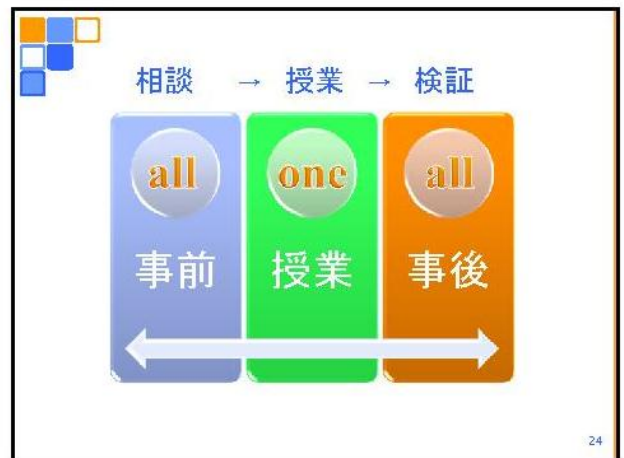 相談 → 授業 → 検証
all one all
事前 授業 事後
24